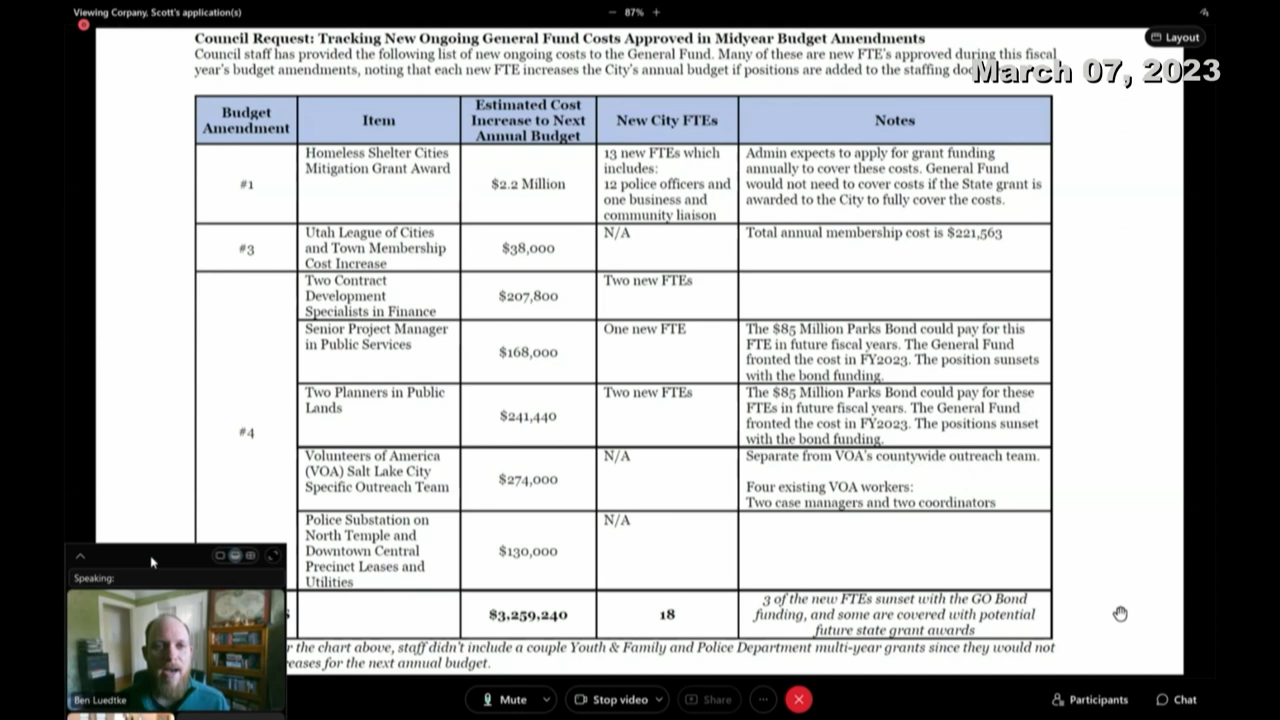 Viewing Corpany, Scott's application(s)
87%
Layout
March 07, 2023
Council Request: Tracking New Ongoing General Fund Costs Approved in Midyear Budget Amendments
Council staff has provided the following list of new ongoing costs to the General Fund. Many of these are new FTE's approved during this fiscal
year's budget amendments, noting that each new FTE increases the City's annual budget if positions are added to the staffing
Budget
Amendment
Item
Estimated Cost
Increase to Next
Annual Budget
New City FTEs
Notes
#1
Homeless Shelter Cities
Mitigation Grant Award
$2.2 Million
13 new FTEs which
includes:
12 police officers and
one business and
community liaison
Admin expects to apply for grant funding
annually to cover these costs. General Fund
would not need to cover costs if the State grant is
awarded to the City to fully cover the costs.
#3
Utah League of Cities
and Town Membership
Cost Increase
$38,000
N/A
Total annual membership cost is $221,563
#4
Two Contract
Development
Specialists in Finance
$207,800
Two new FTEs
Senior Project Manager
in Public Services
$168,000
One new FTE
The $85 Million Parks Bond could pay for this
FTE in future fiscal years. The General Fund
fronted the cost in FY2023. The position sunsets
with the bond funding.
Two Planners in Public
Lands
$241,440
Two new FTEs
The $85 Million Parks Bond could pay for these
FTEs in future fiscal years. The General Fund
fronted the cost in FY2023. The positions sunset
with the bond funding.
Volunteers of America
(VOA) Salt Lake City
Specific Outreach Team
$274,000
N/A
Separate from VOA's countywide outreach team.
Four existing VOA workers:
Two case managers and two coordinators
Police Substation on
North Temple and
Downtown Central
Precinct Leases and
Utilities
$130,000
N/A
$3,259,240
18
3 of the new FTEs sunset with the GO Bond
funding, and some are covered with potential
future state grant awards
the chart above, staff didn't include a couple Youth & Family and Police Department multi-year grants since they would not
for the next annual budget.
Speaking:
Ben Luedtke
Mute
Stop video
Share
Participants
Chat